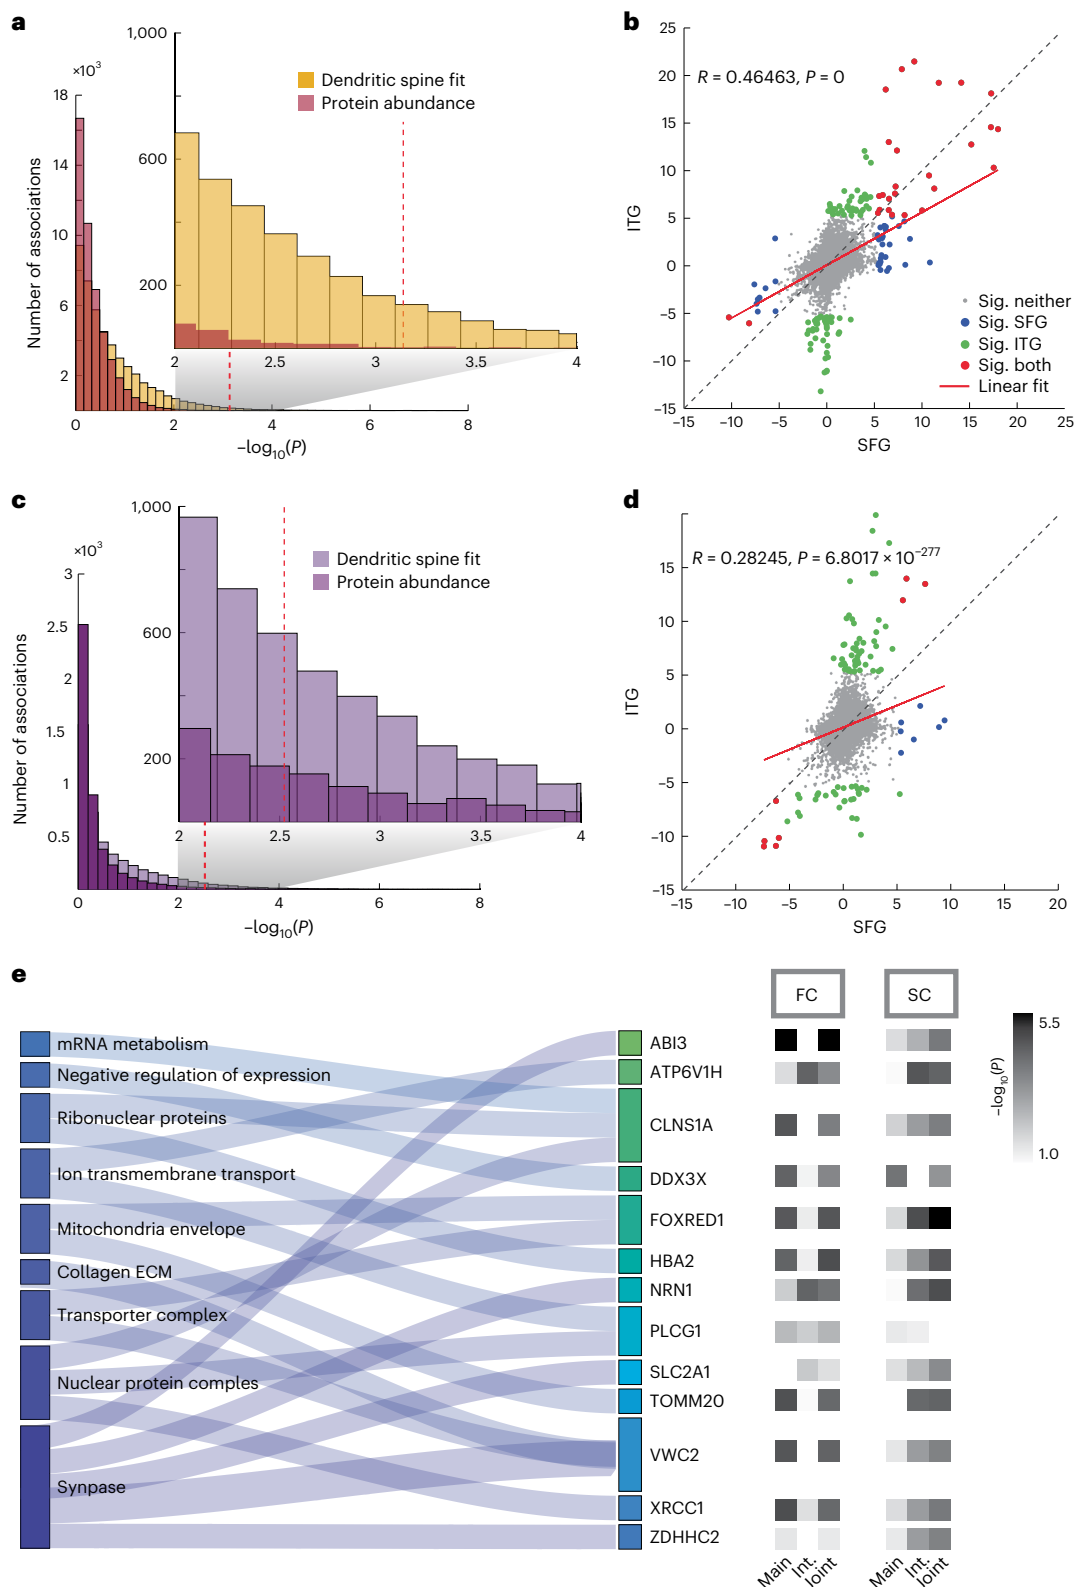 a
×10³
18
14
10
6
2
Number of associations
0
2
4
6
8
–log₁₀(P)
1,000
600
200
2
2.5
3
3.5
4
Dendritic spine fit
Protein abundance
b
R = 0.46463, P = 0
25
20
15
10
5
0
−5
−10
−15
ITG
−15
−10
−5
0
5
10
15
20
25
SFG
Sig. neither
Sig. SFG
Sig. ITG
Sig. both
Linear fit
c
×10³
3
2.5
2
1.5
1
0.5
Number of associations
0
2
4
6
8
–log₁₀(P)
1,000
600
200
2
2.5
3
3.5
4
Dendritic spine fit
Protein abundance
d
R = 0.28245, P = 6.8017 × 10⁻²⁷⁷
15
10
5
0
−5
−10
−15
ITG
−15
−10
−5
0
5
10
15
20
SFG
e
mRNA metabolism
Negative regulation of expression
Ribonuclear proteins
Ion transmembrane transport
Mitochondria envelope
Collagen ECM
Transporter complex
Nuclear protein comples
Synpase
ABI3
ATP6V1H
CLNS1A
DDX3X
FOXRED1
HBA2
NRN1
PLCG1
SLC2A1
TOMM20
VWC2
XRCC1
ZDHHC2
FC
SC
Main
Int.
Joint
Main
Int.
Joint
5.5
–log₁₀(P)
1.0